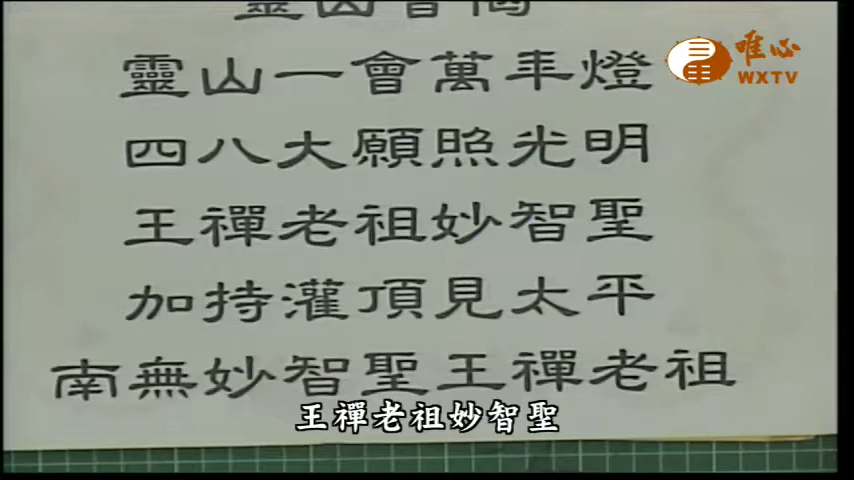 靈山一會萬年燈
四八大願照光明
王禪老祖妙智聖
加持灌頂見太平
南無妙智聖王禪老祖
王禪老祖妙智聖
唯心
WXTV